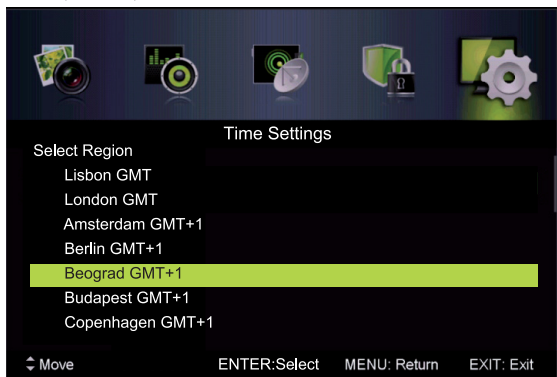 Time Settings
Select Region
Lisbon GMT
London GMT
Amsterdam GMT+1
Berlin GMT+1
Beograd GMT+1
Budapest GMT+1
Copenhagen GMT+1
Move ENTER:Select MENU: Return EXIT: Exit